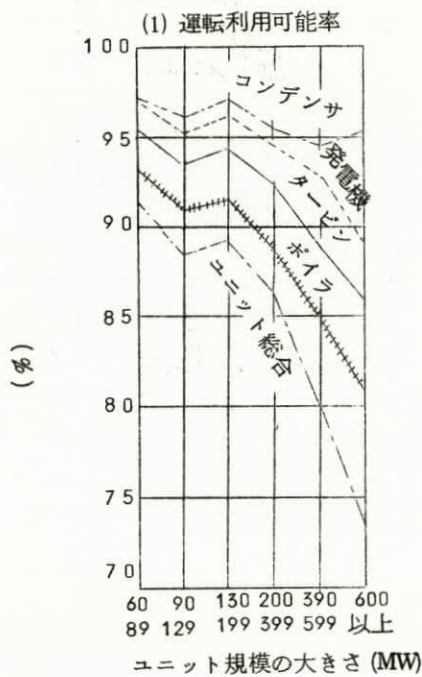 (1) 運転利用可能率
100
コンデンサ
95
発電機
タービン
90
ボイラ
ユニット総合
85
(%)
80
75
70
60 90 130 200 390 600
89 129 199 399 599 以上
ユニット規模の大きさ (MW)